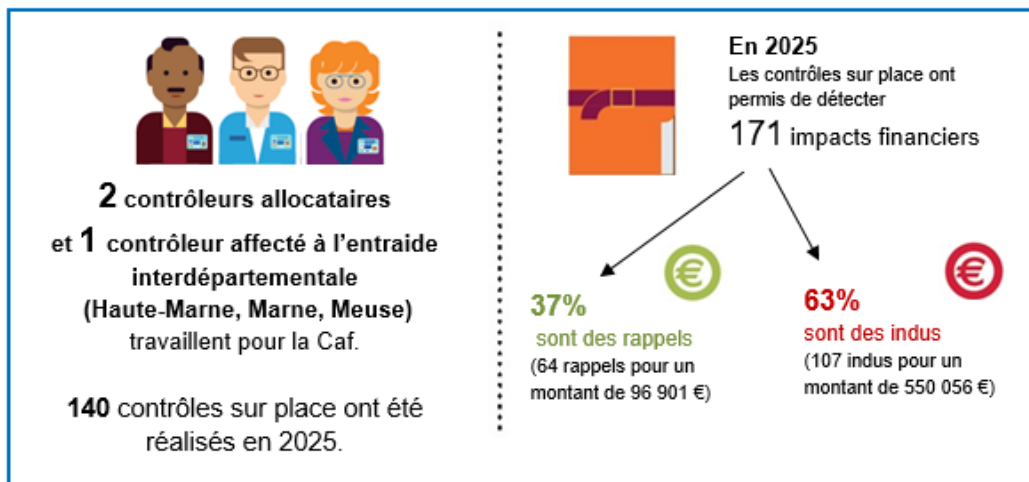 2 contrôleurs allocataires
et 1 contrôleur affecté à l'entraide
interdépartementale
(Haute-Marne, Marne, Meuse)
travaillent pour la Caf.
140 contrôles sur place ont été
réalisés en 2025.
En 2025
Les contrôles sur place ont
permis de détecter
171 impacts financiers
37%
sont des rappels
(64 rappels pour un
montant de 96 901 €)
63%
sont des indus
(107 indus pour un
montant de 550 056 €)